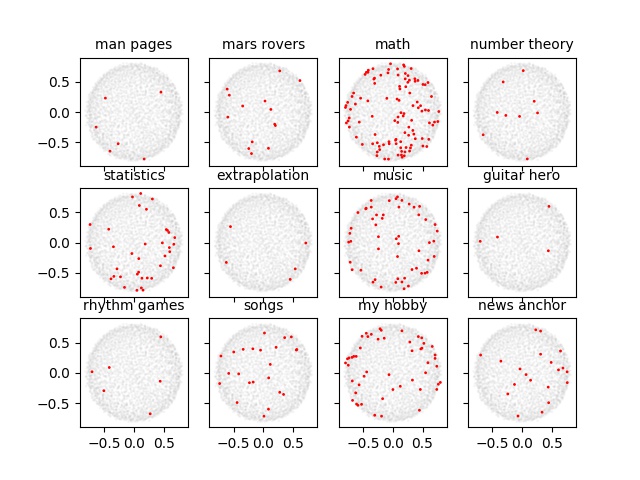 man pages mars rovers math number theory
0.5
0.0
−0.5
statistics extrapolation music guitar hero
0.5
0.0
−0.5
rhythm games songs my hobby news anchor
0.5
0.0
−0.5
−0.5 0.0 0.5 −0.5 0.0 0.5 −0.5 0.0 0.5 −0.5 0.0 0.5